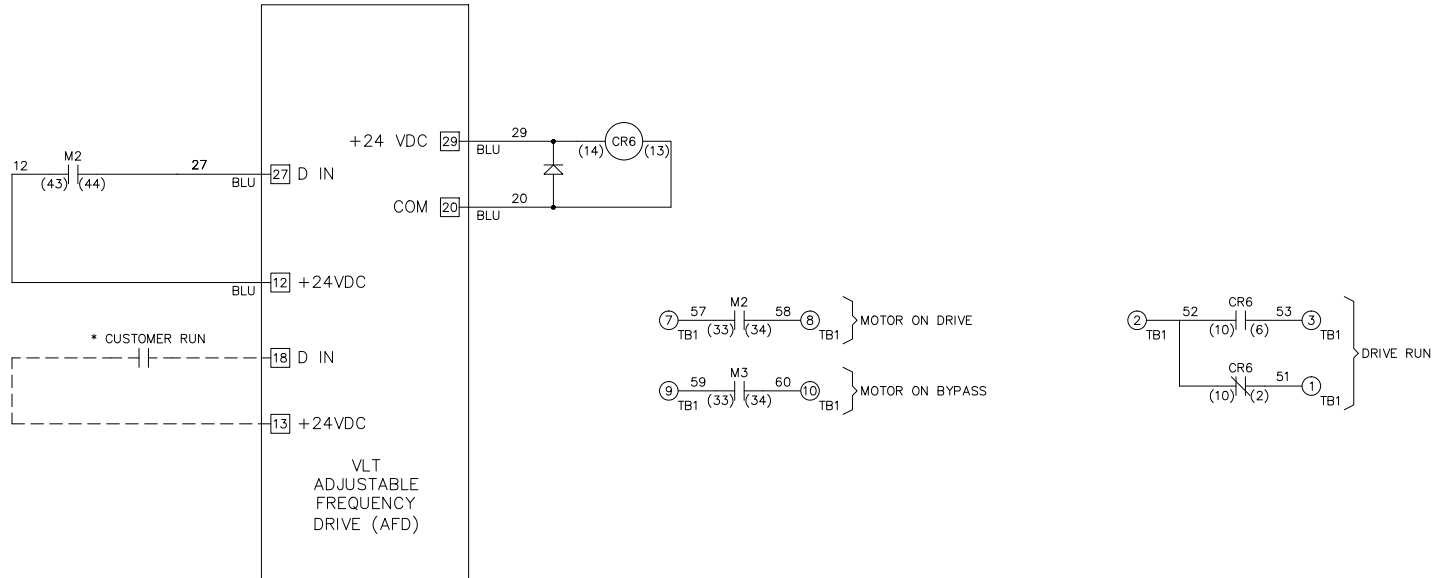 +24 VDC 29 29 BLU (14) CR6 (13)
12 M2 (43) (44) 27 BLU 27 D IN
COM 20 20 BLU
BLU 12 +24VDC
* CUSTOMER RUN 18 D IN
13 +24VDC
VLT
ADJUSTABLE
FREQUENCY
DRIVE (AFD)
7 TB1 57 M2 (33) (34) 58 8 TB1 MOTOR ON DRIVE
9 TB1 59 M3 (33) (34) 60 10 TB1 MOTOR ON BYPASS
2 TB1 52 CR6 (10) (6) 53 3 TB1
DRIVE RUN
CR6 (10) (2) 51 1 TB1